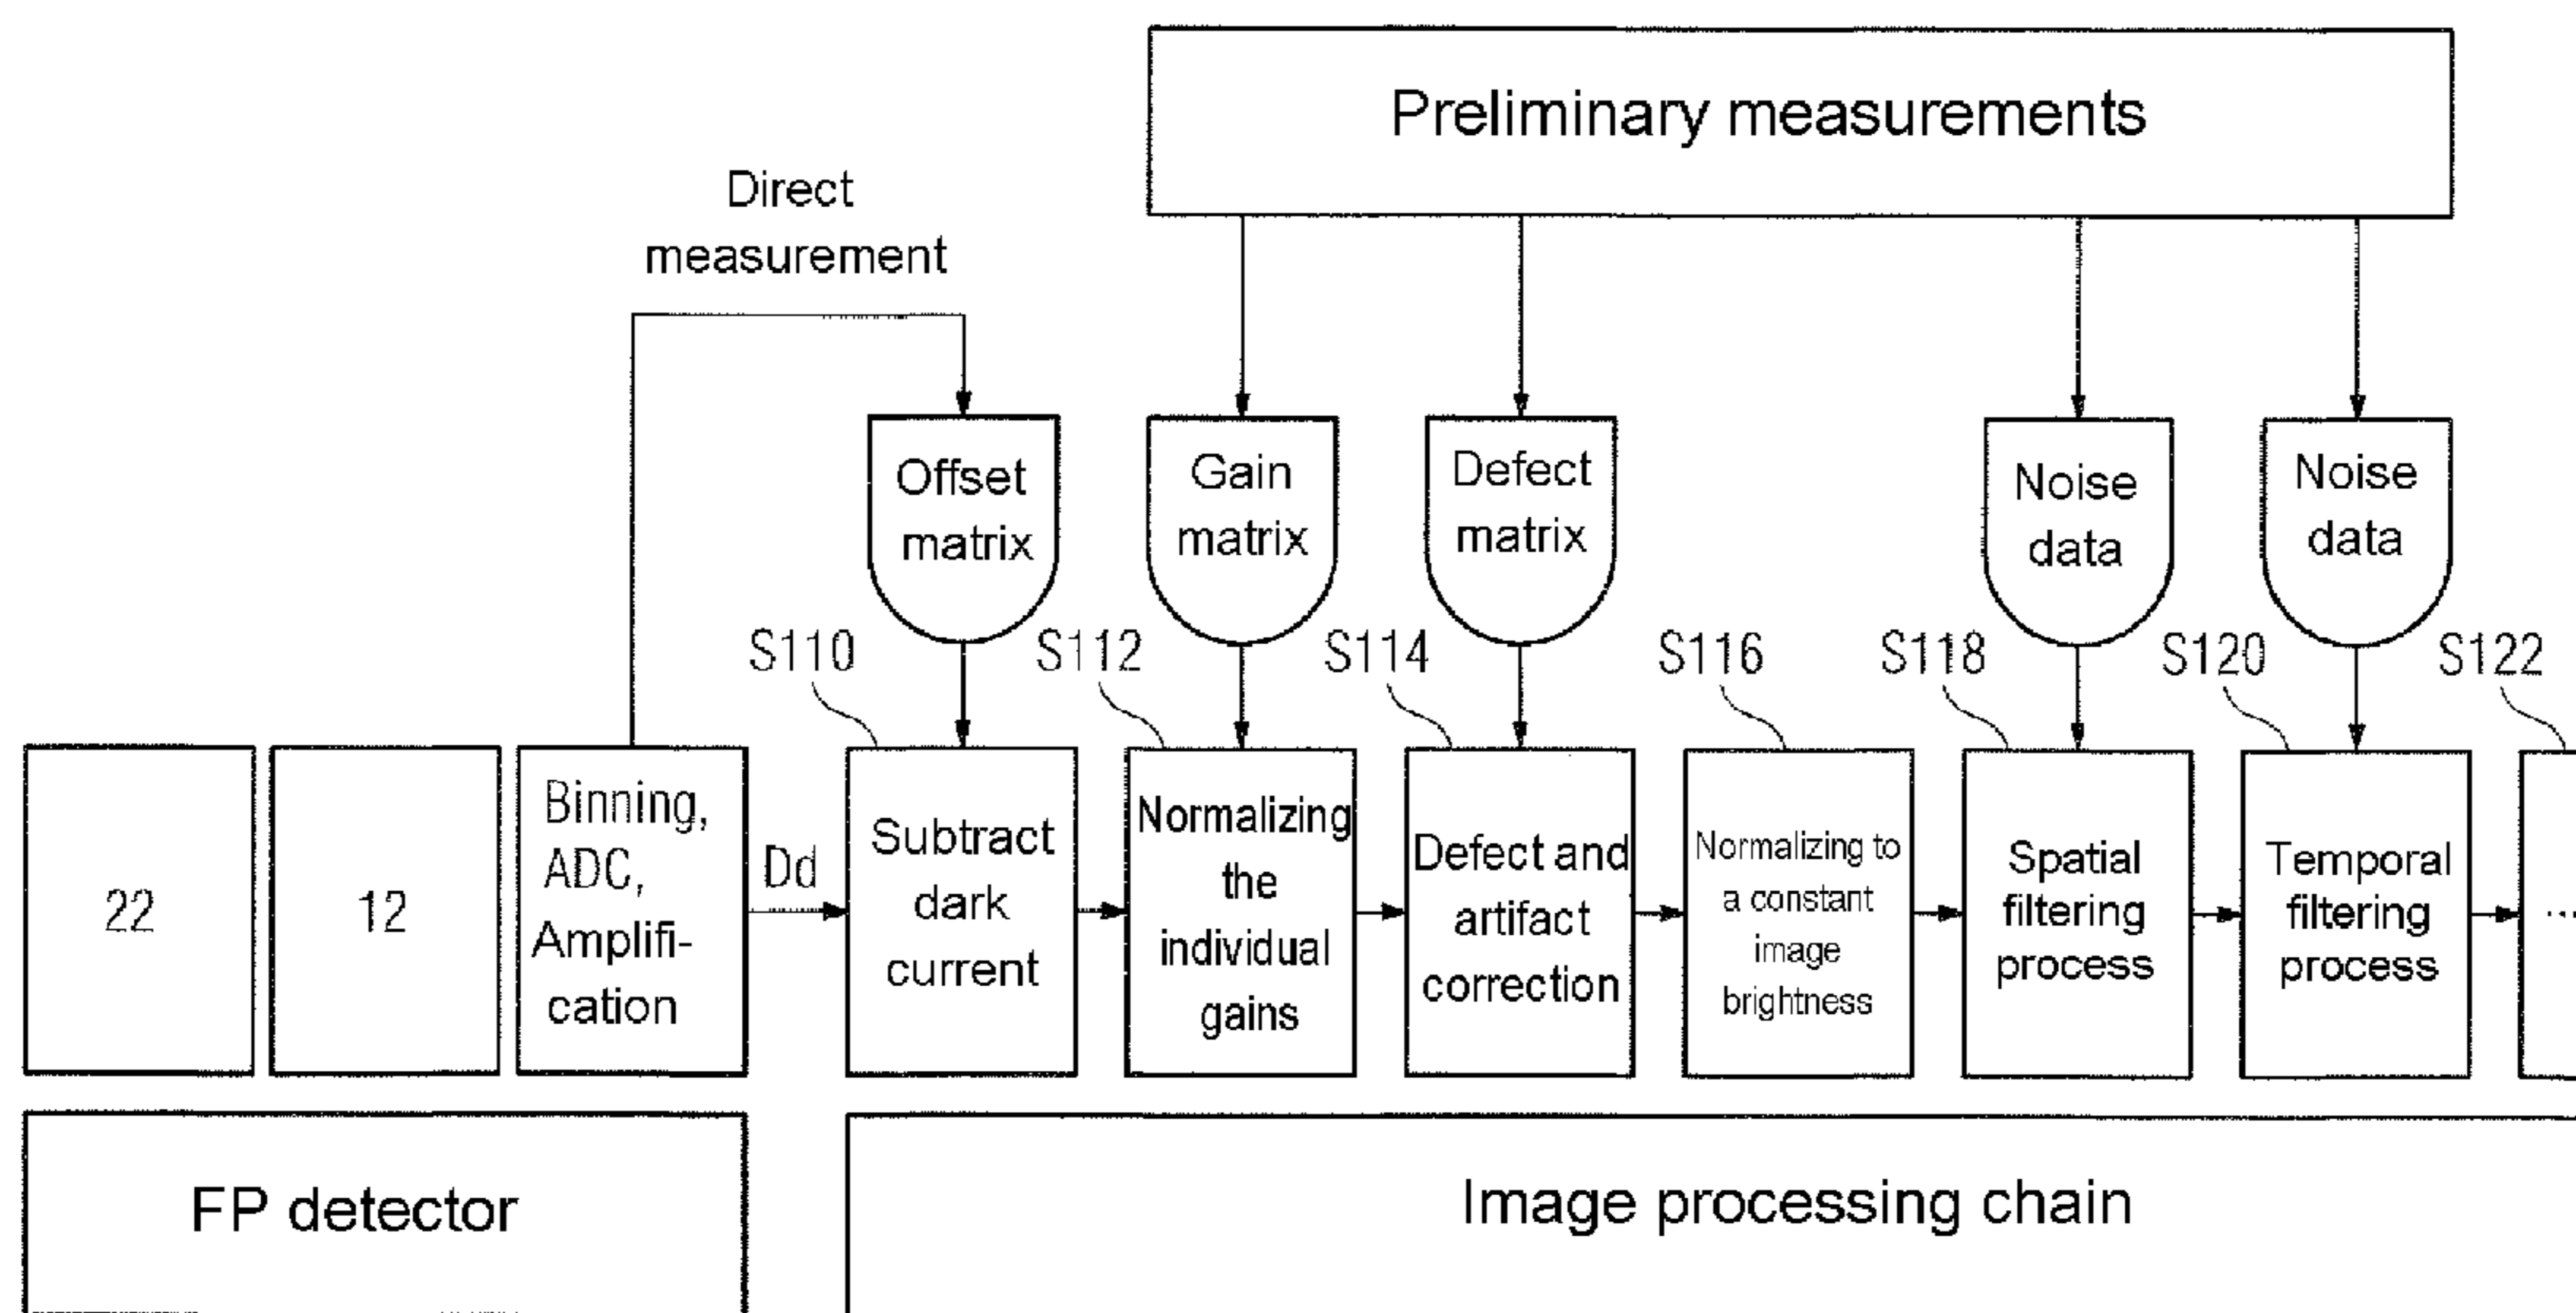 Preliminary measurements
Direct
measurement
Offset
matrix
Gain
matrix
Defect
matrix
Noise
data
Noise
data
S110
S112
S114
S116
S118
S120
S122
22
12
Binning,
ADC,
Amplifi-
cation
Dd
Subtract
dark
current
Normalizing
the
individual
gains
Defect and
artifact
correction
Normalizing to
a constant
image
brightness
Spatial
filtering
process
Temporal
filtering
process
...
FP detector
Image processing chain